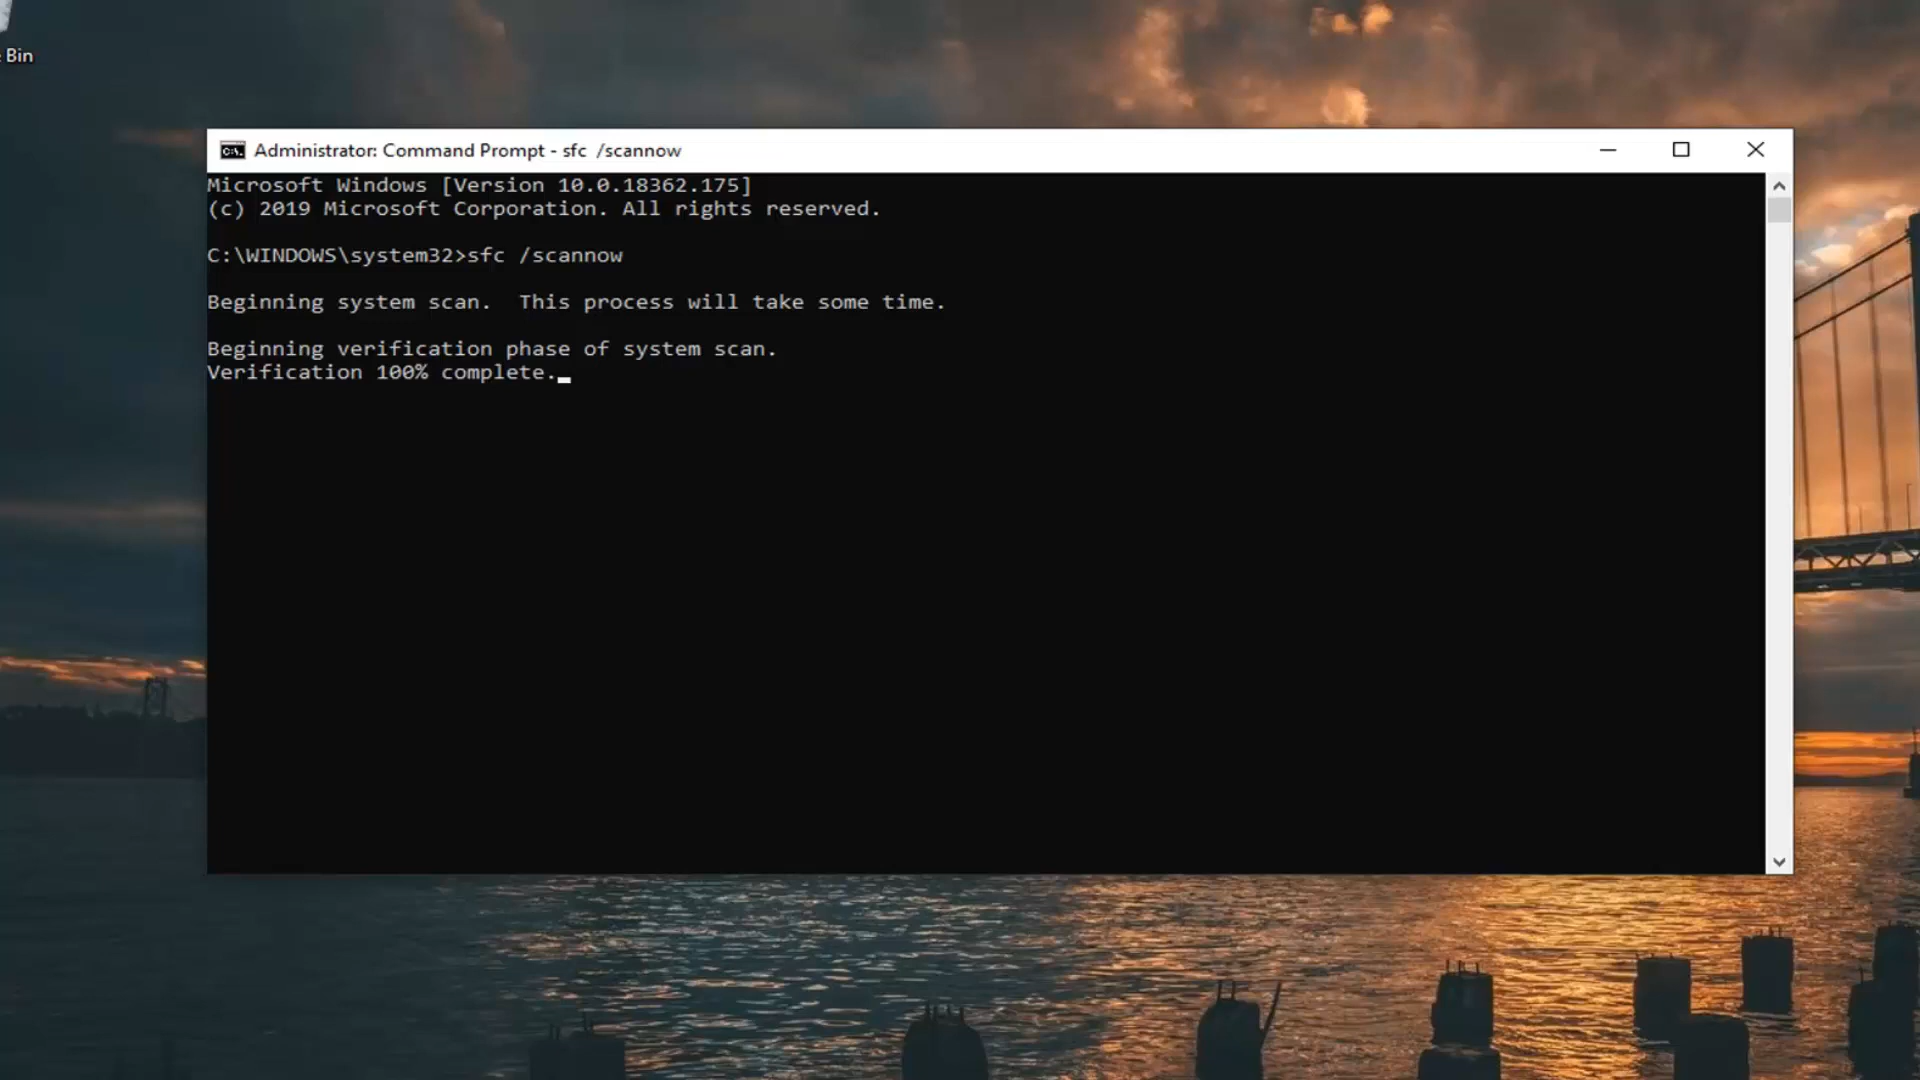 Bin
Administrator: Command Prompt - sfc  /scannow
Microsoft Windows [Version 10.0.18362.175]
(c) 2019 Microsoft Corporation. All rights reserved.
C:\WINDOWS\system32>sfc /scannow
Beginning system scan.  This process will take some time.
Beginning verification phase of system scan.
Verification 100% complete.